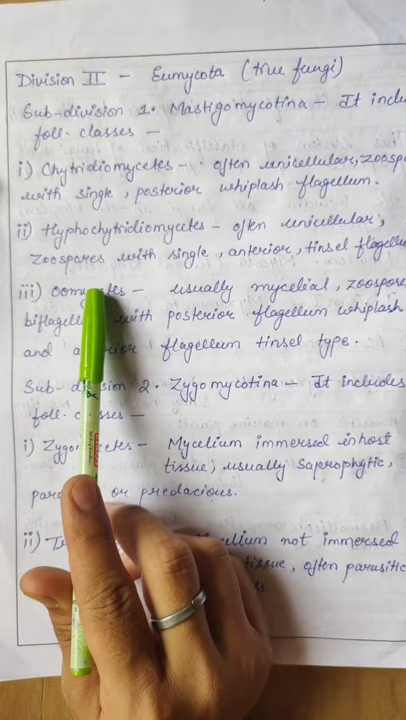 Division II - Eumycota (true fungi)
Sub-division 1. Mastigomycotina - It inclu
foll. classes -
i) Chytridiomycetes - often unicellular, zoosp
with single, posterior whiplash flagellum.
ii) Hyphochytridiomycetes - often unicellular,
zoospores with single, anterior, tinsel flagellu
iii) Oomycetes - usually mycelial, zoospore
biflagell with posterior flagellum whiplash
and flagellum tinsel type.
Sub- 2. Zygomycotina - It includes
foll.
i) - Mycelium immersed in host
tissue, usually saprophytic,
or predacious.
ii) not immersed
tissue, often parasitic